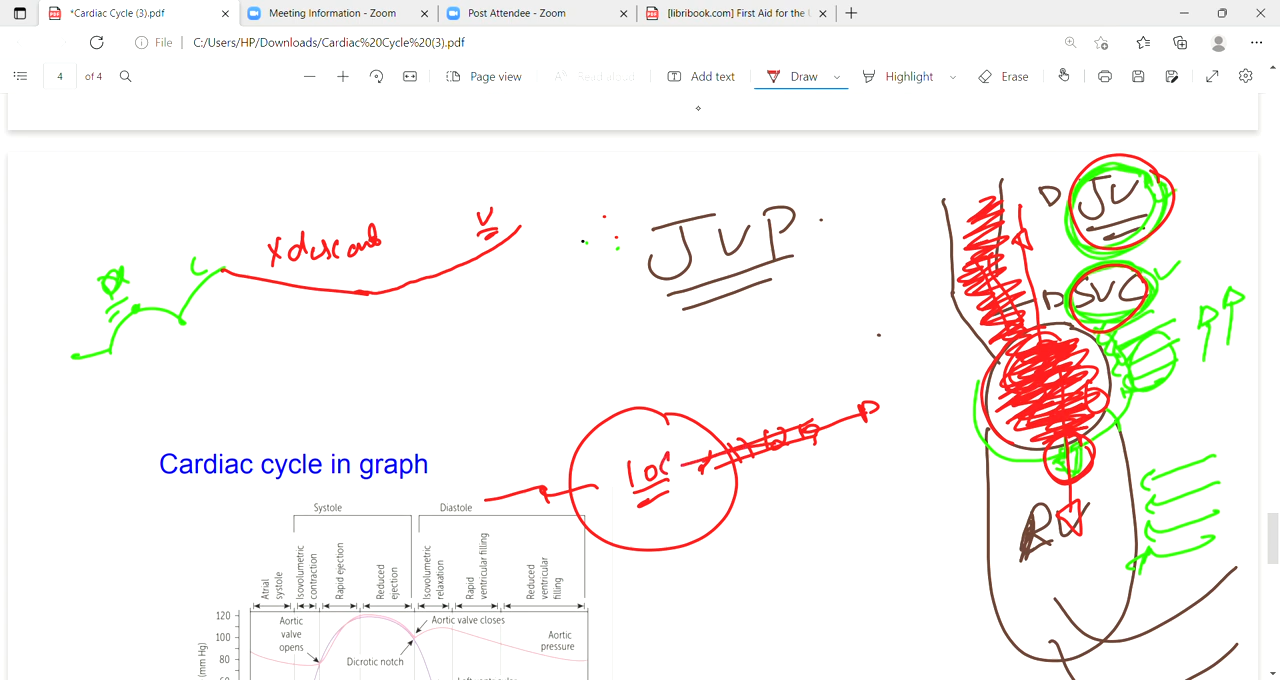 *Cardiac Cycle (3).pdf
Meeting Information - Zoom
Post Attendee - Zoom
[libribook.com] First Aid for the
File
C:/Users/HP/Downloads/Cardiac%20Cycle%20(3).pdf
4 of 4
Page view
Read aloud
Add text
Draw
Highlight
Erase
JV
D
JVP
V
X descent
C
SVC
D
RV
Cardiac cycle in graph
Systole
Diastole
Atrial systole
Isovolumetric contraction
Rapid ejection
Reduced ejection
Isovolumetric relaxation
Rapid ventricular filling
Reduced ventricular filling
120
100
80
(mm Hg)
Aortic
valve
opens
Dicrotic notch
Aortic valve closes
Aortic
pressure